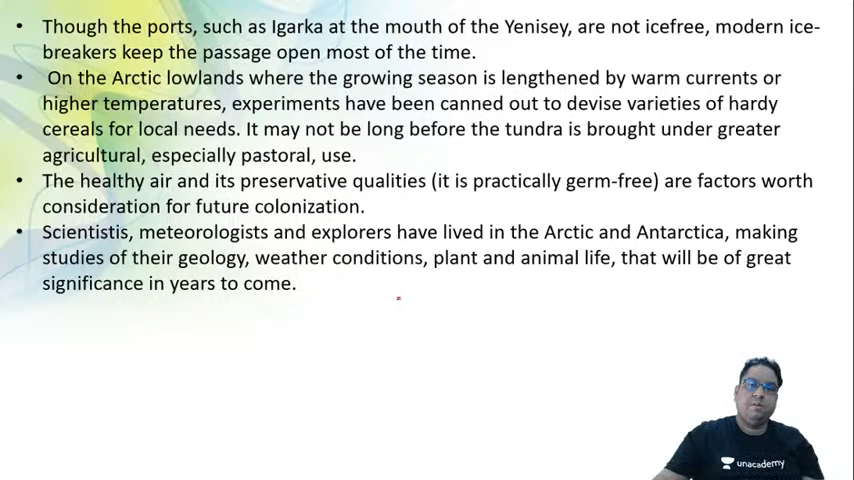 • Though the ports, such as Igarka at the mouth of the Yenisey, are not icefree, modern ice-
breakers keep the passage open most of the time.
• On the Arctic lowlands where the growing season is lengthened by warm currents or
higher temperatures, experiments have been canned out to devise varieties of hardy
cereals for local needs. It may not be long before the tundra is brought under greater
agricultural, especially pastoral, use.
• The healthy air and its preservative qualities (it is practically germ-free) are factors worth
consideration for future colonization.
• Scientistis, meteorologists and explorers have lived in the Arctic and Antarctica, making
studies of their geology, weather conditions, plant and animal life, that will be of great
significance in years to come.
unacademy